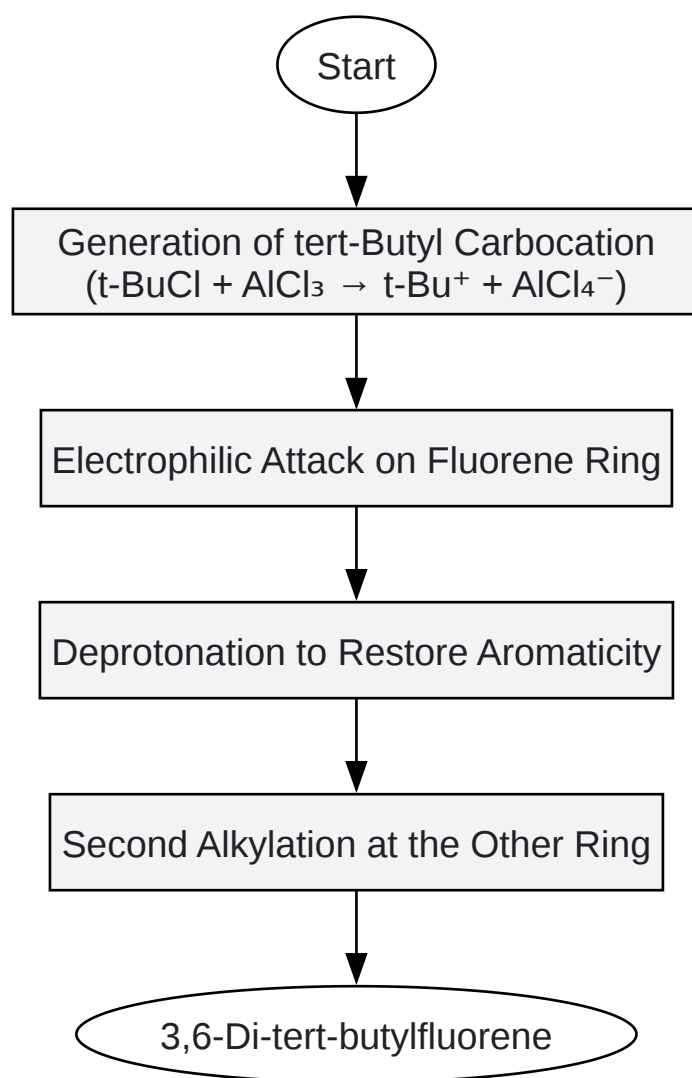 Start
Generation of tert-Butyl Carbocation
(t-BuCl + AlCl₃ → t-Bu⁺ + AlCl₄⁻)
Electrophilic Attack on Fluorene Ring
Deprotonation to Restore Aromaticity
Second Alkylation at the Other Ring
3,6-Di-tert-butylfluorene